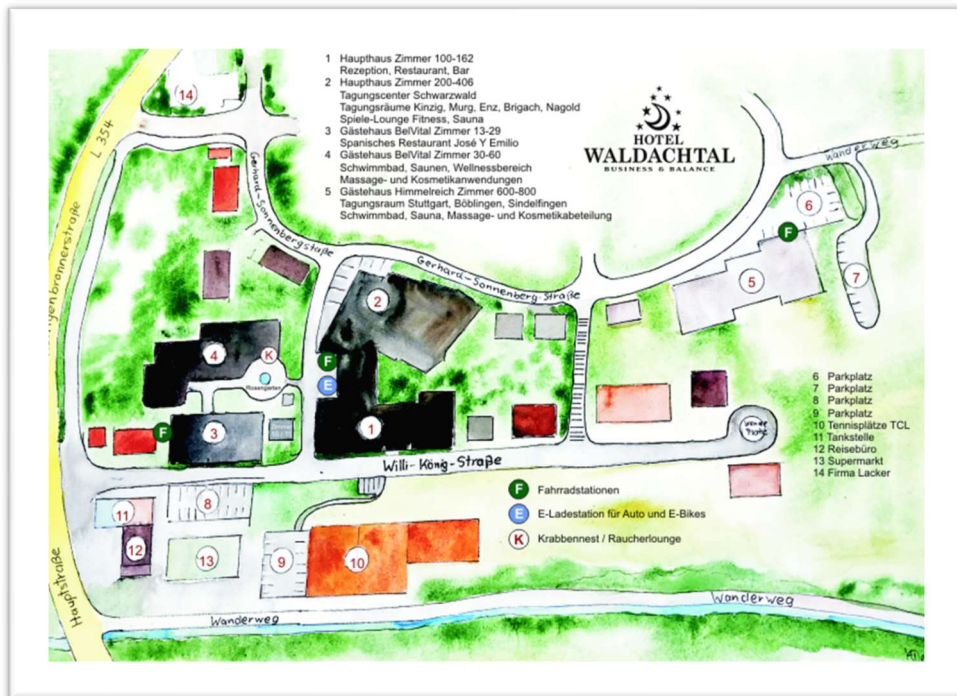 1 Haupthaus Zimmer 100-162
Rezeption, Restaurant, Bar
2 Haupthaus Zimmer 200-406
Tagungscenter Schwarzwald
Tagungsräume Kinzig, Murg, Enz, Brigach, Nagold
Spiele-Lounge Fitness, Sauna
3 Gästehaus BelVital Zimmer 13-29
Spanisches Restaurant José Y Emilio
4 Gästehaus BelVital Zimmer 30-60
Schwimmbad, Saunen, Wellnessbereich
Massage- und Kosmetikanwendungen
5 Gästehaus Himmelreich Zimmer 600-800
Tagungsraum Stuttgart, Böblingen, Sindelfingen
Schwimmbad, Sauna, Massage- und Kosmetikabteilung
HOTEL
WALDACHTAL
BUSINESS & BALANCE
14
L 354
Gerhard-Sonnenbergstaße
Gerhard-Sonnenberg-Straße
Wanderweg
6
F
5
7
2
4
K
Rosengarten
F
E
3
F
1
Willi-König-Straße
6 Parkplatz
7 Parkplatz
8 Parkplatz
9 Parkplatz
10 Tennisplätze TCL
11 Tankstelle
12 Reisebüro
13 Supermarkt
14 Firma Lacker
F Fahrradstationen
E E-Ladestation für Auto und E-Bikes
K Krabbennest / Raucherlounge
8
11
12
13
9
10
Hauptstraße
Wanderweg
Wanderweg